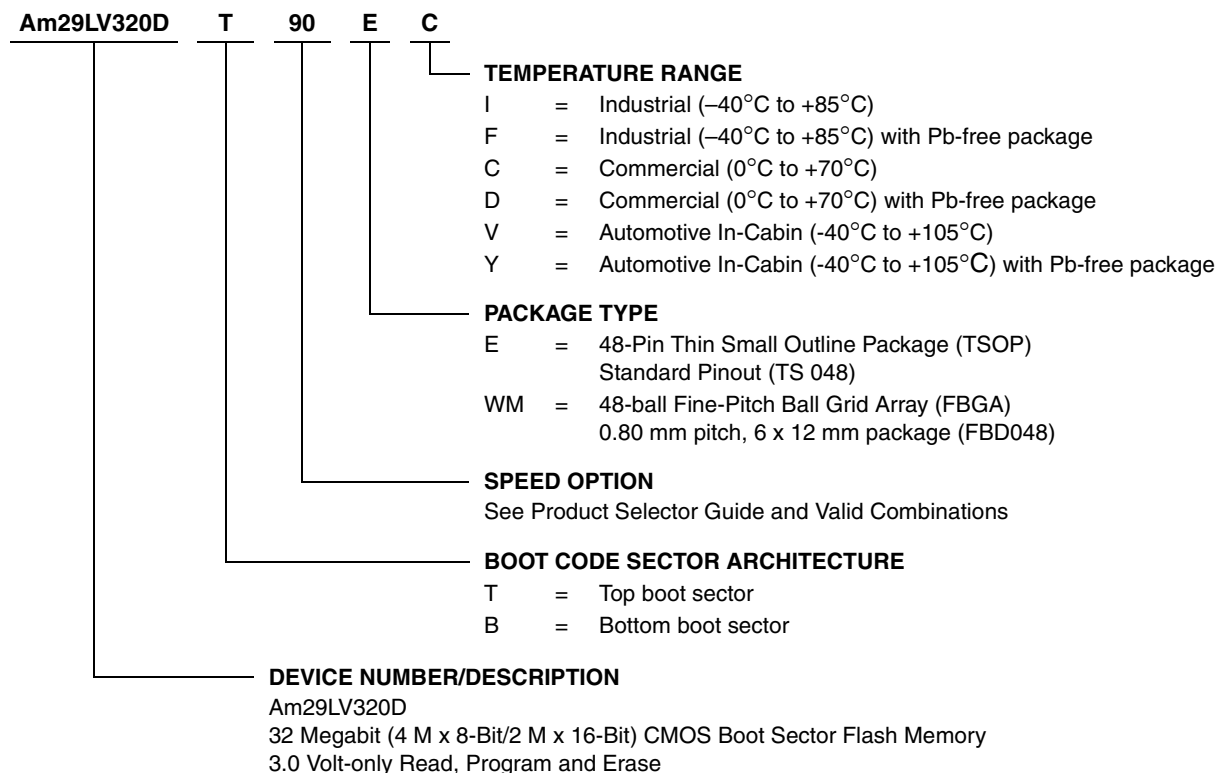 Am29LV320D T 90 E C
TEMPERATURE RANGE
I = Industrial (–40°C to +85°C)
F = Industrial (–40°C to +85°C) with Pb-free package
C = Commercial (0°C to +70°C)
D = Commercial (0°C to +70°C) with Pb-free package
V = Automotive In-Cabin (-40°C to +105°C)
Y = Automotive In-Cabin (-40°C to +105°C) with Pb-free package
PACKAGE TYPE
E = 48-Pin Thin Small Outline Package (TSOP)
Standard Pinout (TS 048)
WM = 48-ball Fine-Pitch Ball Grid Array (FBGA)
0.80 mm pitch, 6 x 12 mm package (FBD048)
SPEED OPTION
See Product Selector Guide and Valid Combinations
BOOT CODE SECTOR ARCHITECTURE
T = Top boot sector
B = Bottom boot sector
DEVICE NUMBER/DESCRIPTION
Am29LV320D
32 Megabit (4 M x 8-Bit/2 M x 16-Bit) CMOS Boot Sector Flash Memory
3.0 Volt-only Read, Program and Erase